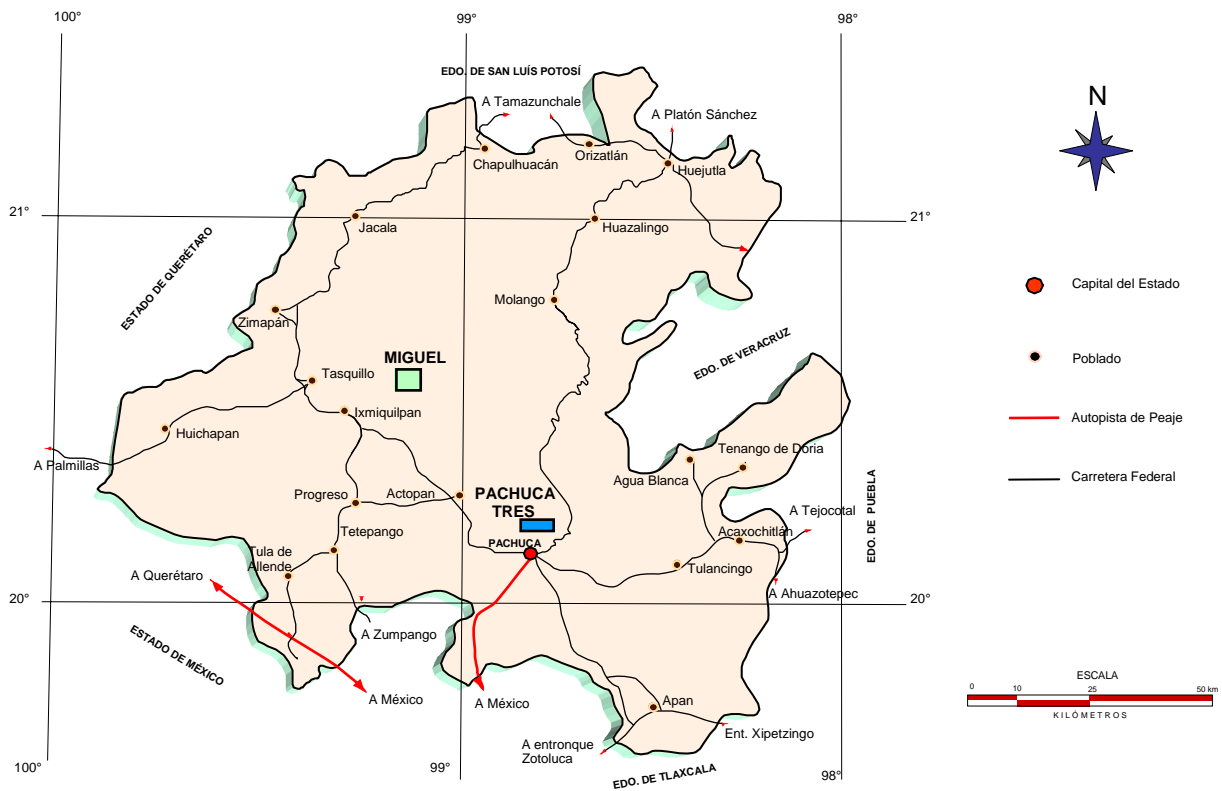 100°
99°
98°
EDO. DE SAN LUÍS POTOSÍ
A Tamazunchale
A Platón Sánchez
N
Chapulhuacán
Orizatlán
Huejutla
21°
21°
Jacala
Huazalingo
ESTADO DE QUERÉTARO
Capital del Estado
Molango
Zimapán
EDO. DE VERACRUZ
Poblado
MIGUEL
Tasquillo
Ixmiquilpan
Autopista de Peaje
Huichapan
Tenango de Doria
A Palmillas
Agua Blanca
Carretera Federal
EDO. DE PUEBLA
Progreso
Actopan
PACHUCA
TRES
A Tejocotal
Tetepango
PACHUCA
Acaxochitlán
Tula de
Allende
Tulancingo
A Querétaro
A Ahuazotepec
20°
20°
A Zumpango
ESTADO DE MÉXICO
A México
A México
Apan
Ent. Xipetzingo
ESCALA
0 10 25 50 km
KILÓMETROS
A entronque
Zotoluca
EDO. DE TLAXCALA
100°
99°
98°